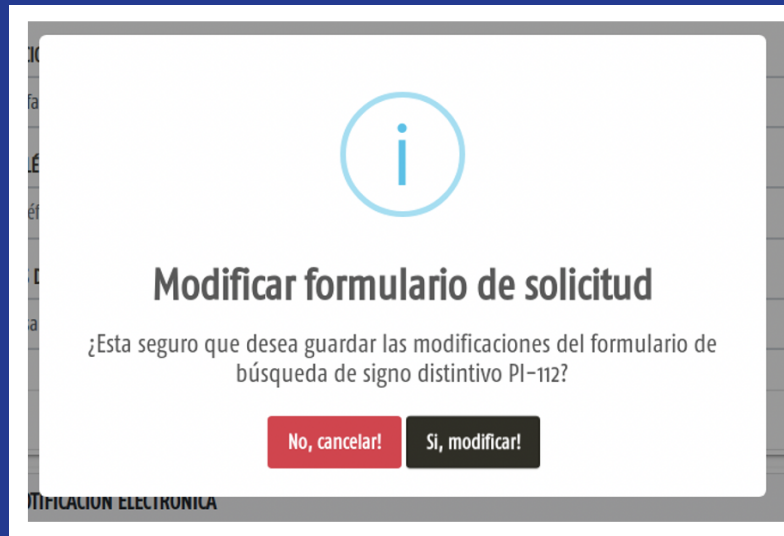 Modificar formulario de solicitud
¿Esta seguro que desea guardar las modificaciones del formulario de
búsqueda de signo distintivo PI-112?
No, cancelar!
Si, modificar!
ELECTRÓNICA